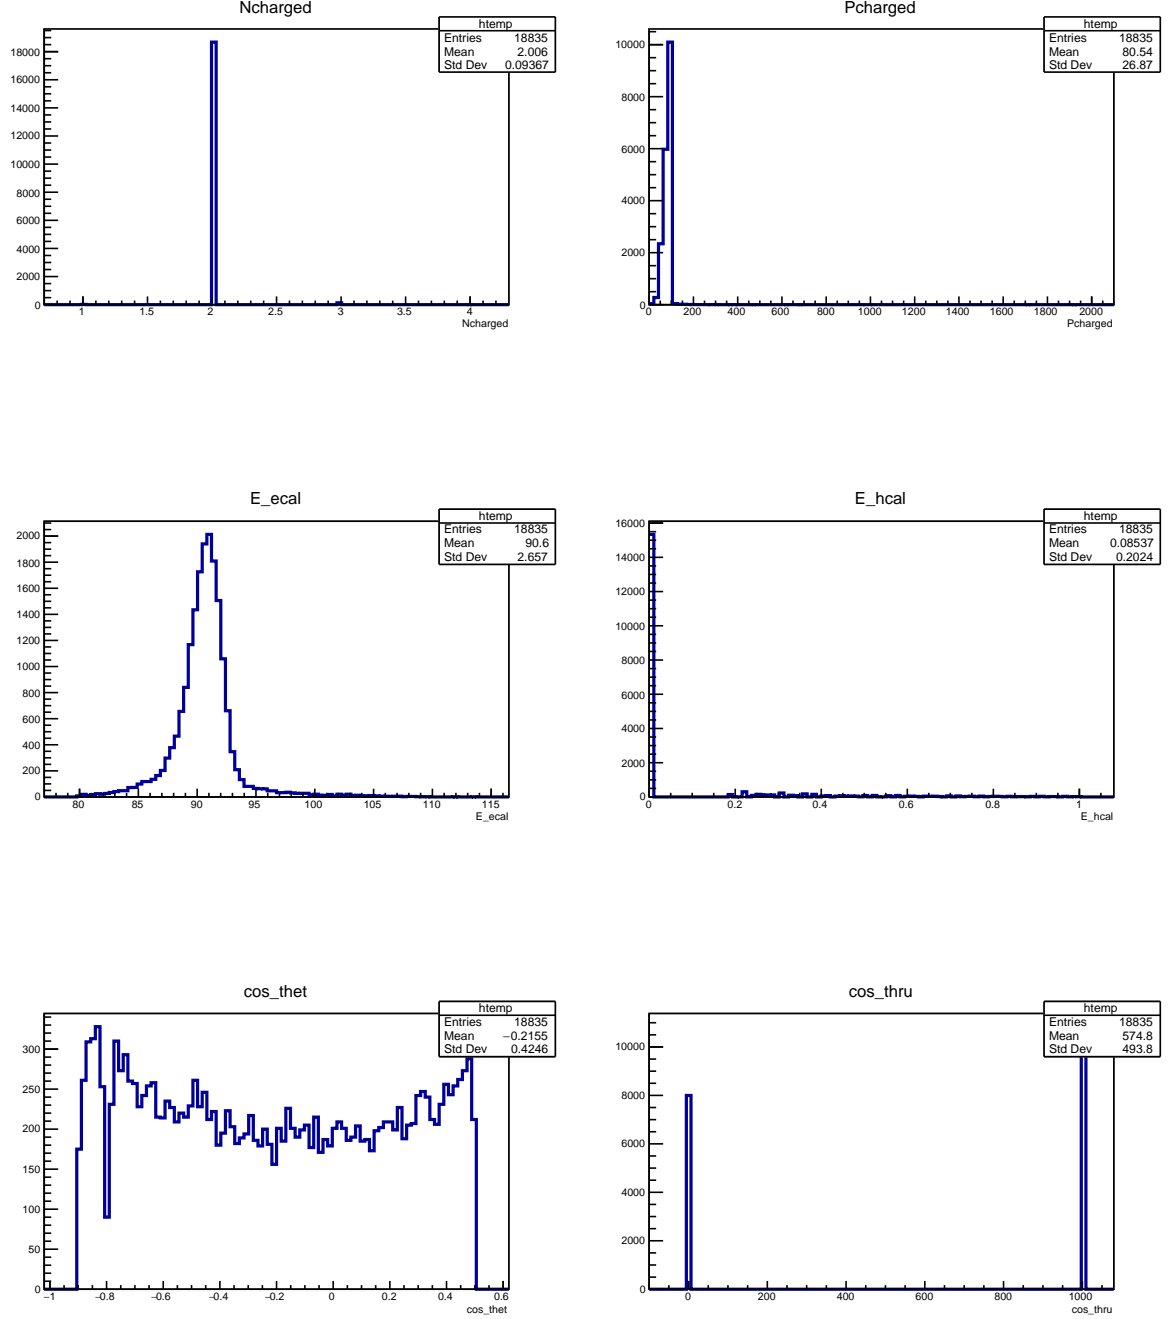 Ncharged
htemp
Entries 18835
Mean 2.006
Std Dev 0.09367
18000
16000
14000
12000
10000
8000
6000
4000
2000
0
1 1.5 2 2.5 3 3.5 4
Ncharged
Pcharged
htemp
Entries 18835
Mean 80.54
Std Dev 26.87
10000
8000
6000
4000
2000
0
0 200 400 600 800 1000 1200 1400 1600 1800 2000
Pcharged
E_ecal
htemp
Entries 18835
Mean 90.6
Std Dev 2.657
2000
1800
1600
1400
1200
1000
800
600
400
200
0
80 85 90 95 100 105 110 115
E_ecal
E_hcal
htemp
Entries 18835
Mean 0.08537
Std Dev 0.2024
16000
14000
12000
10000
8000
6000
4000
2000
0
0 0.2 0.4 0.6 0.8 1
E_hcal
cos_thet
htemp
Entries 18835
Mean −0.2155
Std Dev 0.4246
300
250
200
150
100
50
0
−1 −0.8 −0.6 −0.4 −0.2 0 0.2 0.4 0.6
cos_thet
cos_thru
htemp
Entries 18835
Mean 574.8
Std Dev 493.8
10000
8000
6000
4000
2000
0
0 200 400 600 800 1000
cos_thru